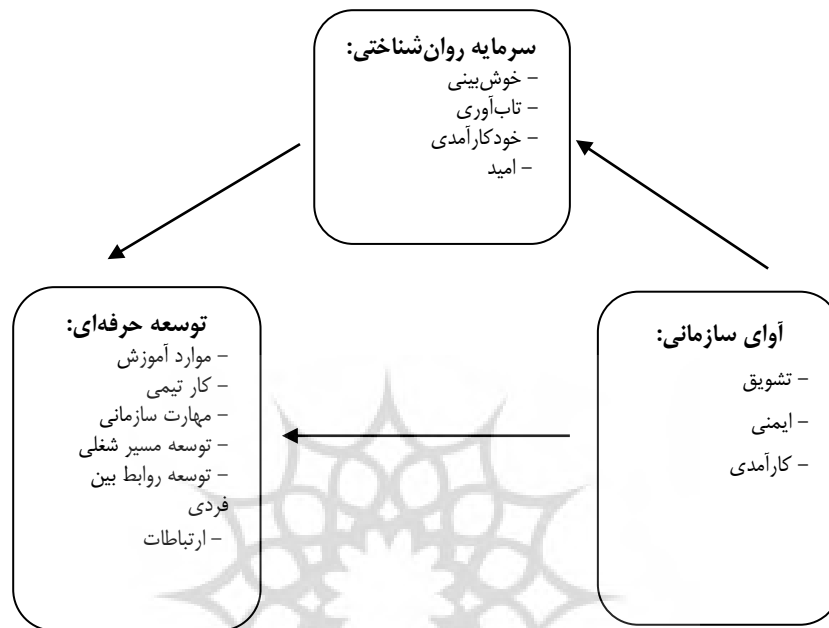 سرمایه روان‌شناختی:
- خوش‌بینی
- تاب‌آوری
- خودکارآمدی
- امید
آوای سازمانی:
- تشویق
- ایمنی
- کارآمدی
توسعه حرفه‌ای:
- موارد آموزش
- کار تیمی
- مهارت سازمانی
- توسعه مسیر شغلی
- توسعه روابط بین
فردی
- ارتباطات